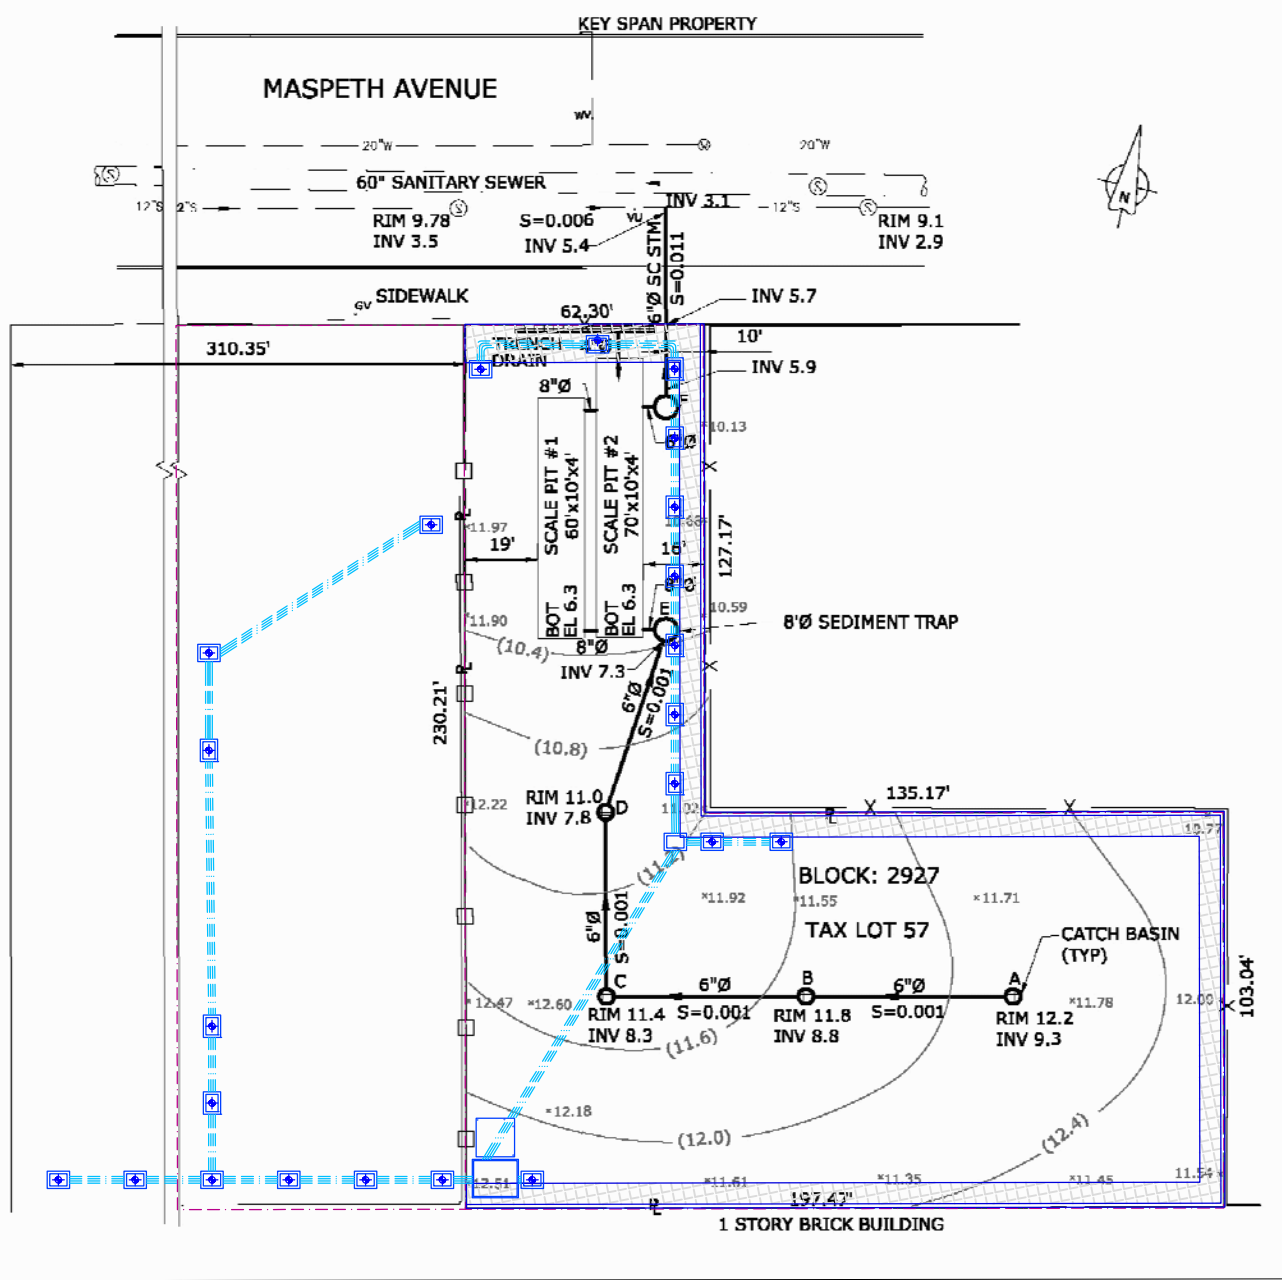 KEY SPAN PROPERTY
MASPETH AVENUE
WV
20"W
20"W
60" SANITARY SEWER
INV 3.1
12"S
12"S
RIM 9.78
INV 3.5
S=0.006
INV 5.4
RIM 9.1
INV 2.9
6"Ø SC STM
S=0.011
N
GV
SIDEWALK
62.30'
INV 5.7
310.35'
10'
TRENCH
DRAIN
INV 5.9
8"Ø
F
10.13
SCALE PIT #1
60'x10'x4'
SCALE PIT #2
70'x10'x4'
11.97
19'
16'
127.17'
BOT
EL 6.3
BOT
EL 6.3
E
10.59
11.90
8'Ø SEDIMENT TRAP
(10.4)
8"Ø
INV 7.3
6"Ø
S=0.001
230.21'
(10.8)
RIM 11.0
INV 7.8
D
12.22
11.02
135.17'
10.77
(11.2)
BLOCK: 2927
11.92
11.55
11.71
TAX LOT 57
6"Ø
S=0.001
CATCH BASIN
(TYP)
C
6"Ø
B
6"Ø
A
12.47
12.60
S=0.001
S=0.001
11.78
12.00
103.04'
RIM 11.4
INV 8.3
RIM 11.8
INV 8.8
RIM 12.2
INV 9.3
(11.6)
12.18
(12.0)
(12.4)
12.51
11.61
11.35
11.45
11.54
197.47'
1 STORY BRICK BUILDING